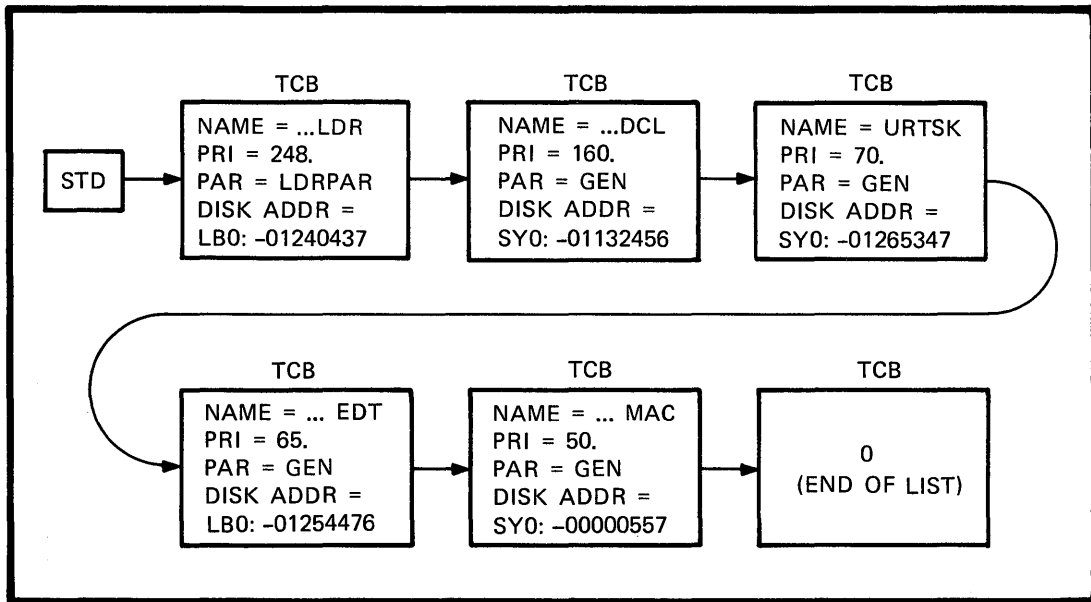 STD
TCB
NAME = ...LDR
PRI = 248.
PAR = LDRPAR
DISK ADDR =
LB0: -01240437
TCB
NAME = ...DCL
PRI = 160.
PAR = GEN
DISK ADDR =
SY0: -01132456
TCB
NAME = URTSK
PRI = 70.
PAR = GEN
DISK ADDR =
SY0: -01265347
TCB
NAME = ... EDT
PRI = 65.
PAR = GEN
DISK ADDR =
LB0: -01254476
TCB
NAME = ... MAC
PRI = 50.
PAR = GEN
DISK ADDR =
SY0: -00000557
TCB
0
(END OF LIST)